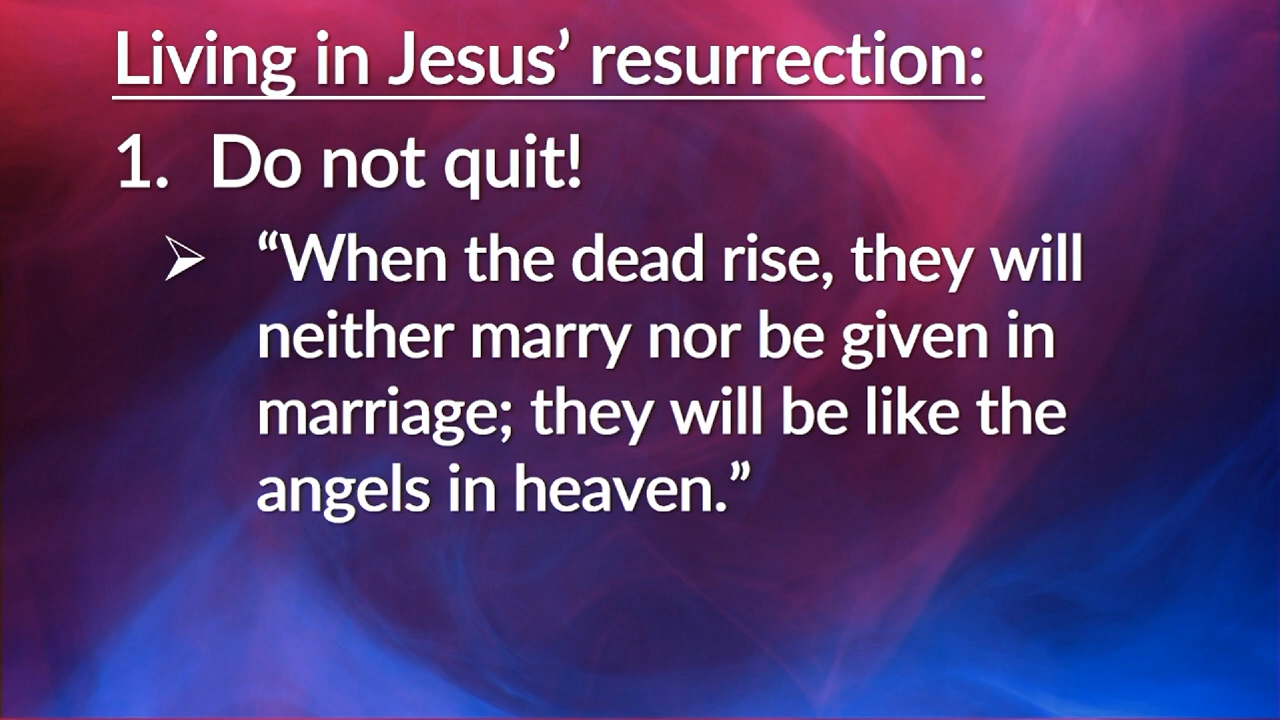 Living in Jesus’ resurrection:
1. Do not quit!
➢ “When the dead rise, they will
neither marry nor be given in
marriage; they will be like the
angels in heaven.”